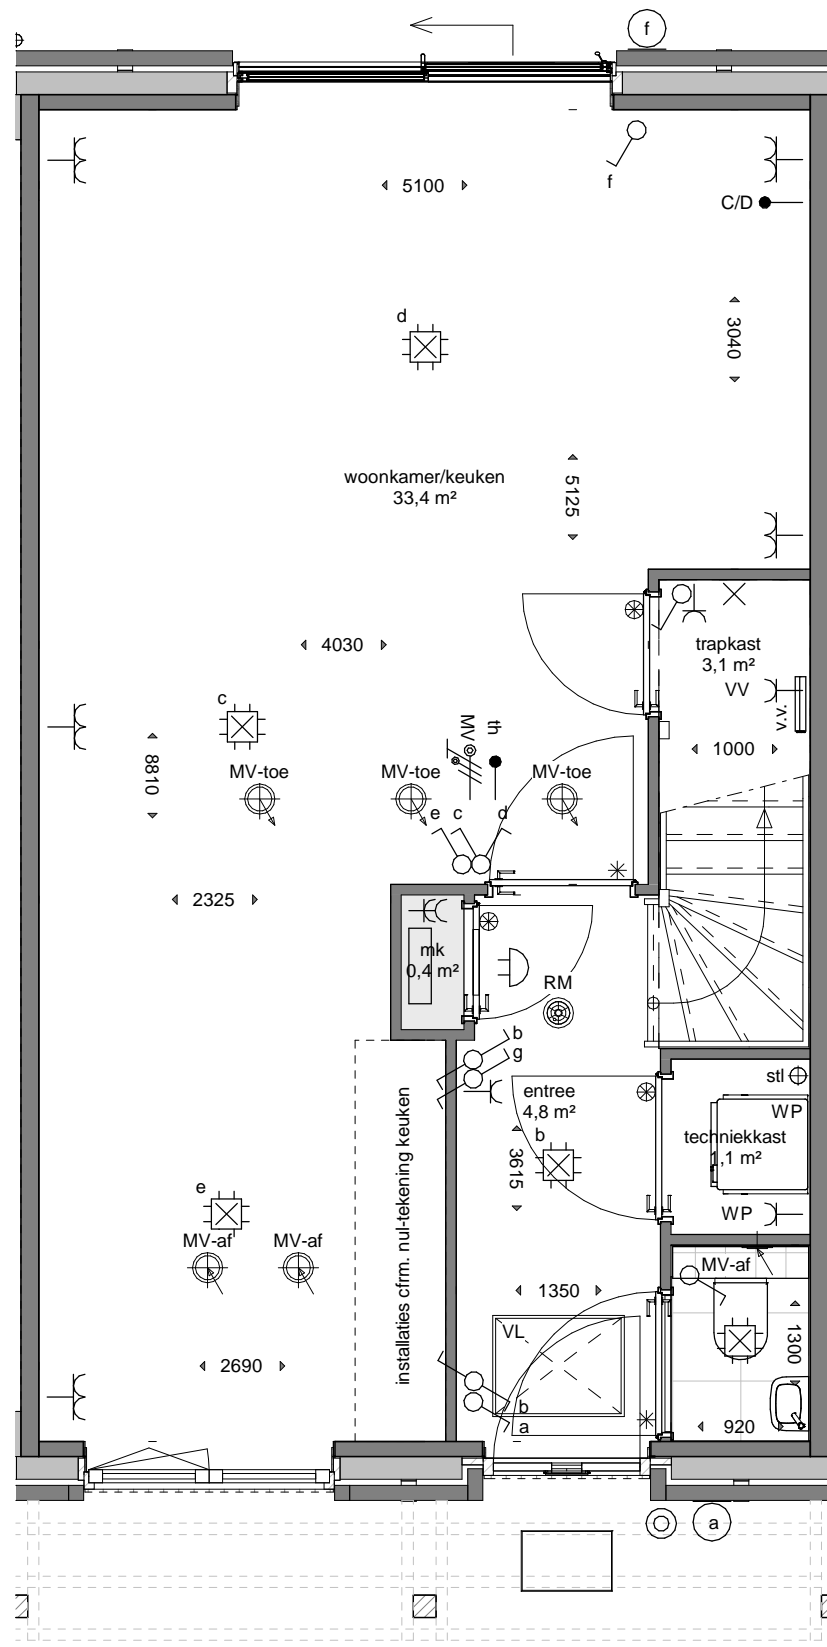 f
5100
f
C/D
3040
d
woonkamer/keuken
33,4 m²
5125
4030
trapkast
3,1 m²
VV
V.V.
c
MV
th
8810
1000
MV-toe
MV-toe
MV-toe
e
c
d
2325
mk
0,4 m²
RM
b
g
entree
4,8 m²
b
3615
stl
WP
techniekkast
1,1 m²
WP
installaties cfrm. nul-tekening keuken
e
MV-af
MV-af
MV-af
1350
VL
1300
2690
b
a
920
a